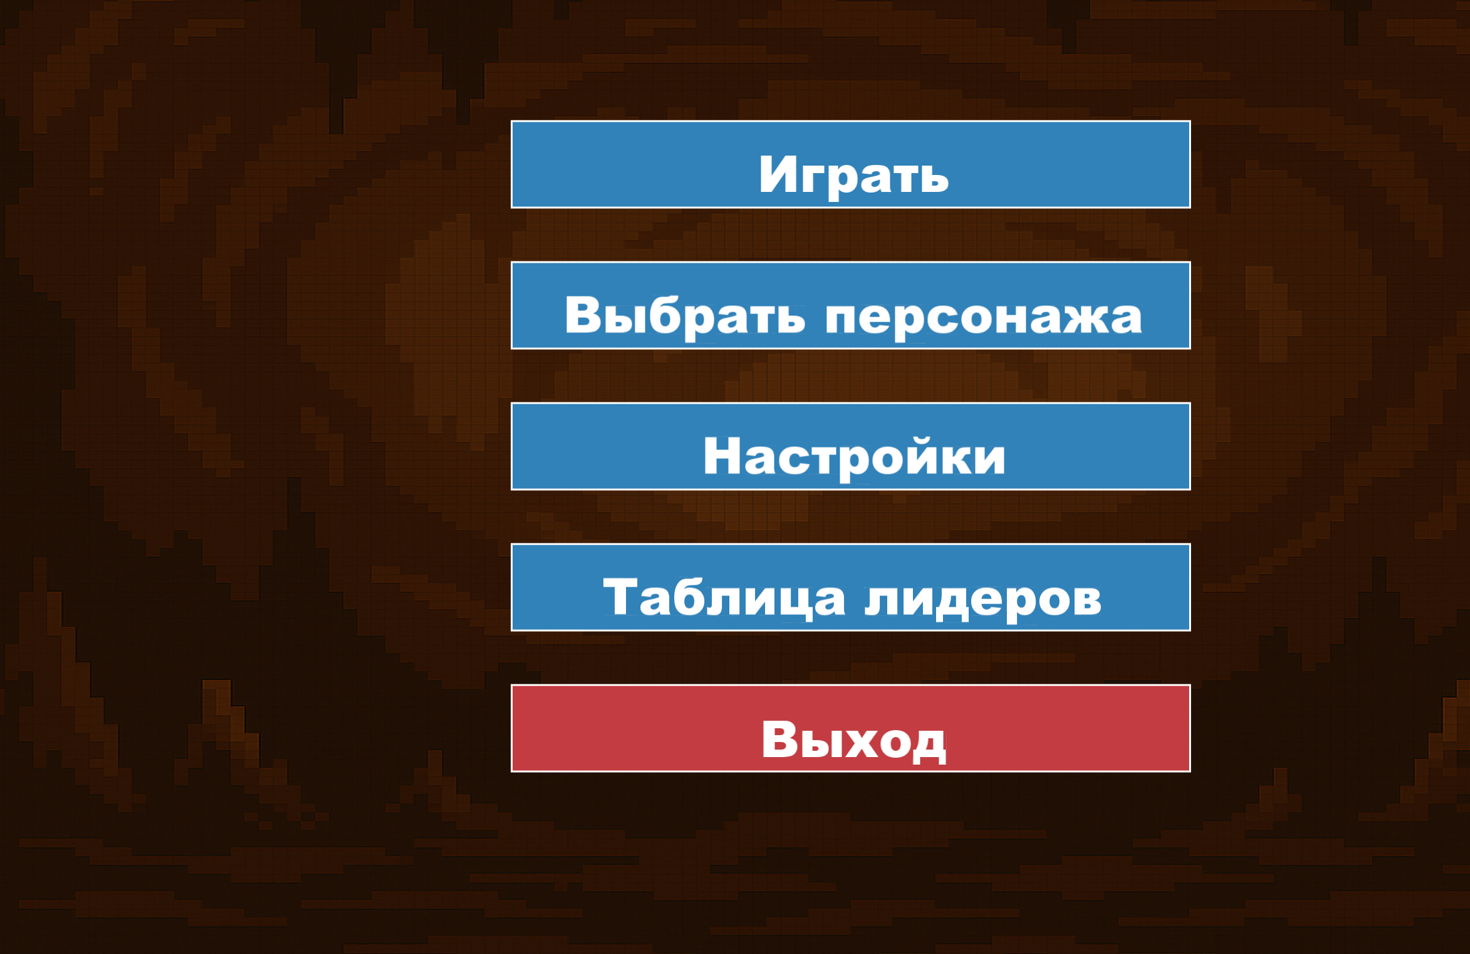 Играть
Выбрать персонажа
Настройки
Таблица лидеров
Выход